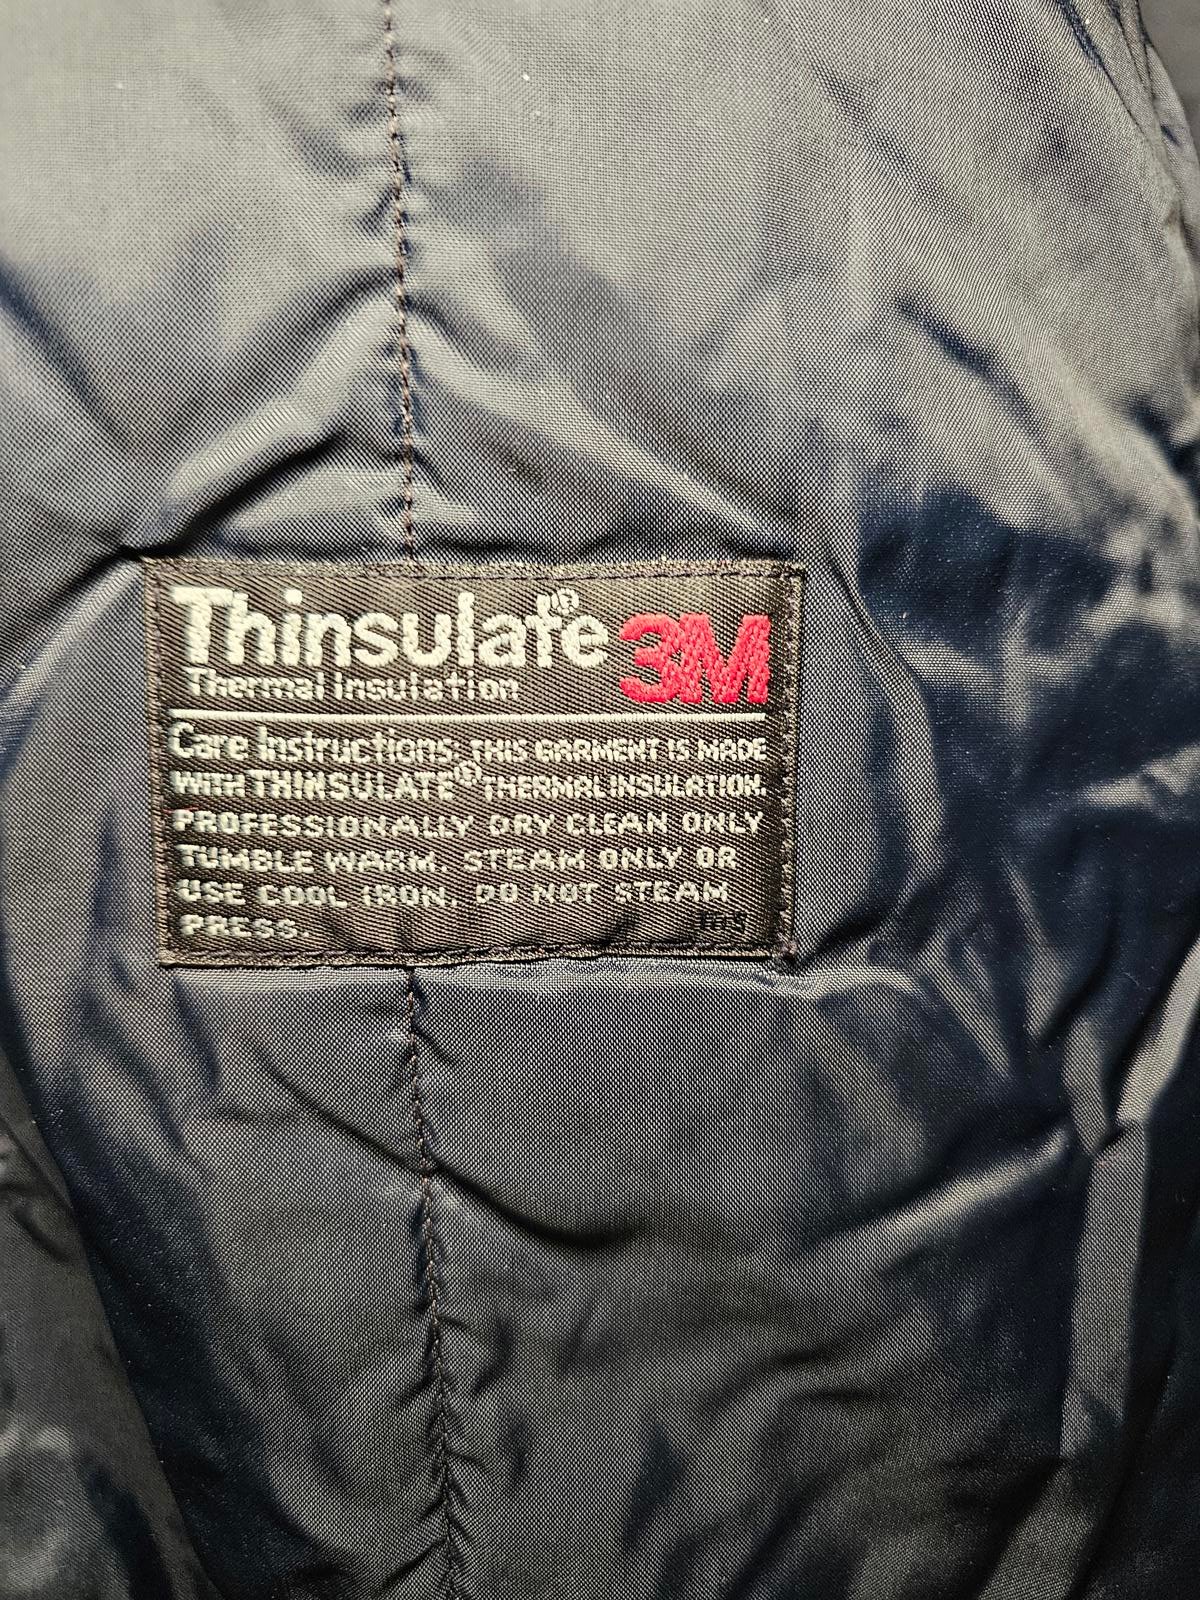 Thinsulate® 3M
Thermal Insulation
Care Instructions: THIS GARMENT IS MADE
WITH THINSULATE® THERMAL INSULATION.
PROFESSIONALLY DRY CLEAN ONLY
TUMBLE WARM. STEAM ONLY OR
USE COOL IRON. DO NOT STEAM
PRESS.